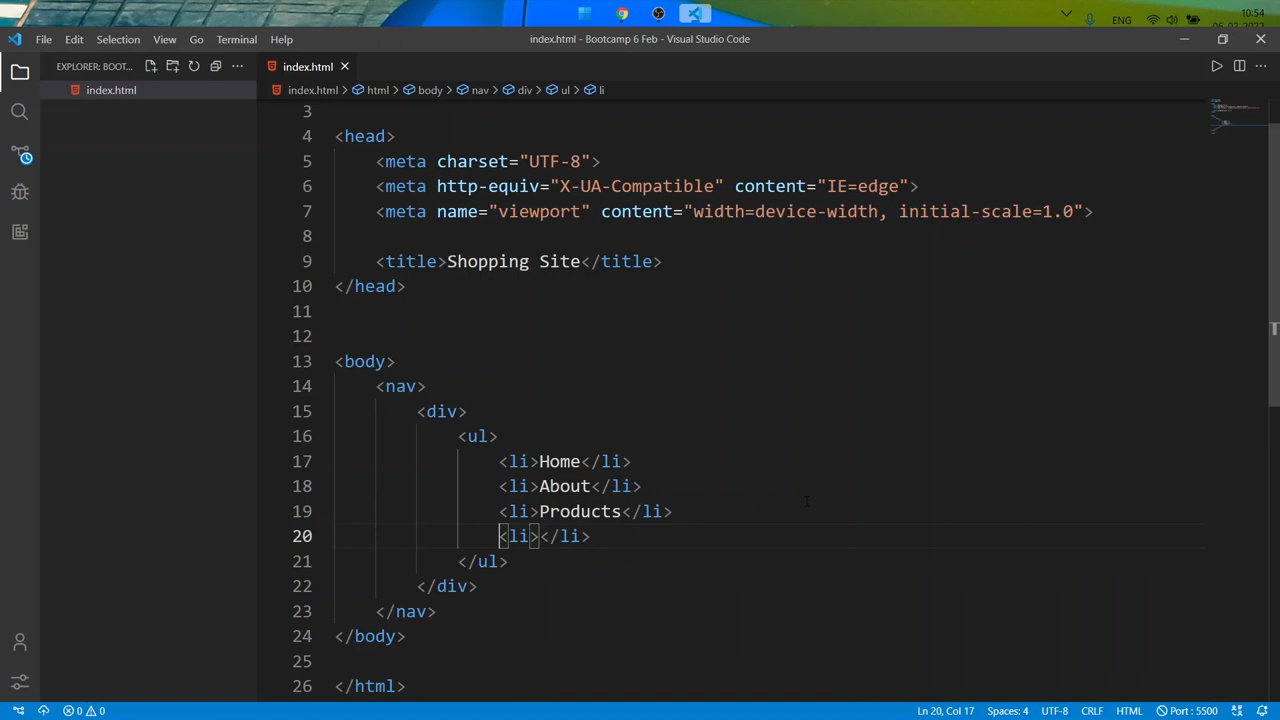 ENG
10:54
06-02-2022
File Edit Selection View Go Terminal Help
index.html - Bootcamp 6 Feb - Visual Studio Code
EXPLORER: BOOT...
index.html
index.html
index.html > html > body > nav > div > ul > li
3
4 <head>
5 <meta charset="UTF-8">
6 <meta http-equiv="X-UA-Compatible" content="IE=edge">
7 <meta name="viewport" content="width=device-width, initial-scale=1.0">
8
9 <title>Shopping Site</title>
10 </head>
11
12
13 <body>
14 <nav>
15 <div>
16 <ul>
17 <li>Home</li>
18 <li>About</li>
19 <li>Products</li>
20 <li></li>
21 </ul>
22 </div>
23 </nav>
24 </body>
25
26 </html>
0 0
Ln 20, Col 17
Spaces: 4
UTF-8
CRLF
HTML
Port : 5500